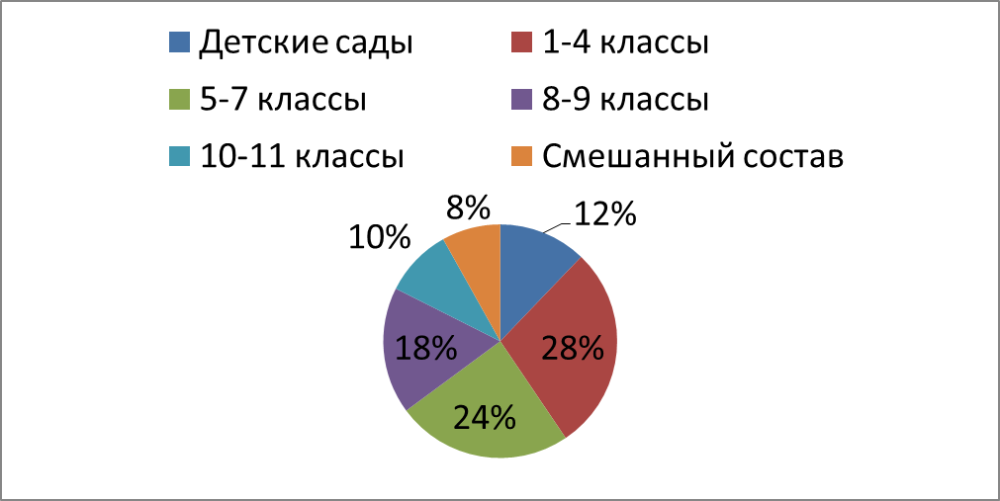 Детские сады
1-4 классы
5-7 классы
8-9 классы
10-11 классы
Смешанный состав
8%
12%
10%
18%
28%
24%